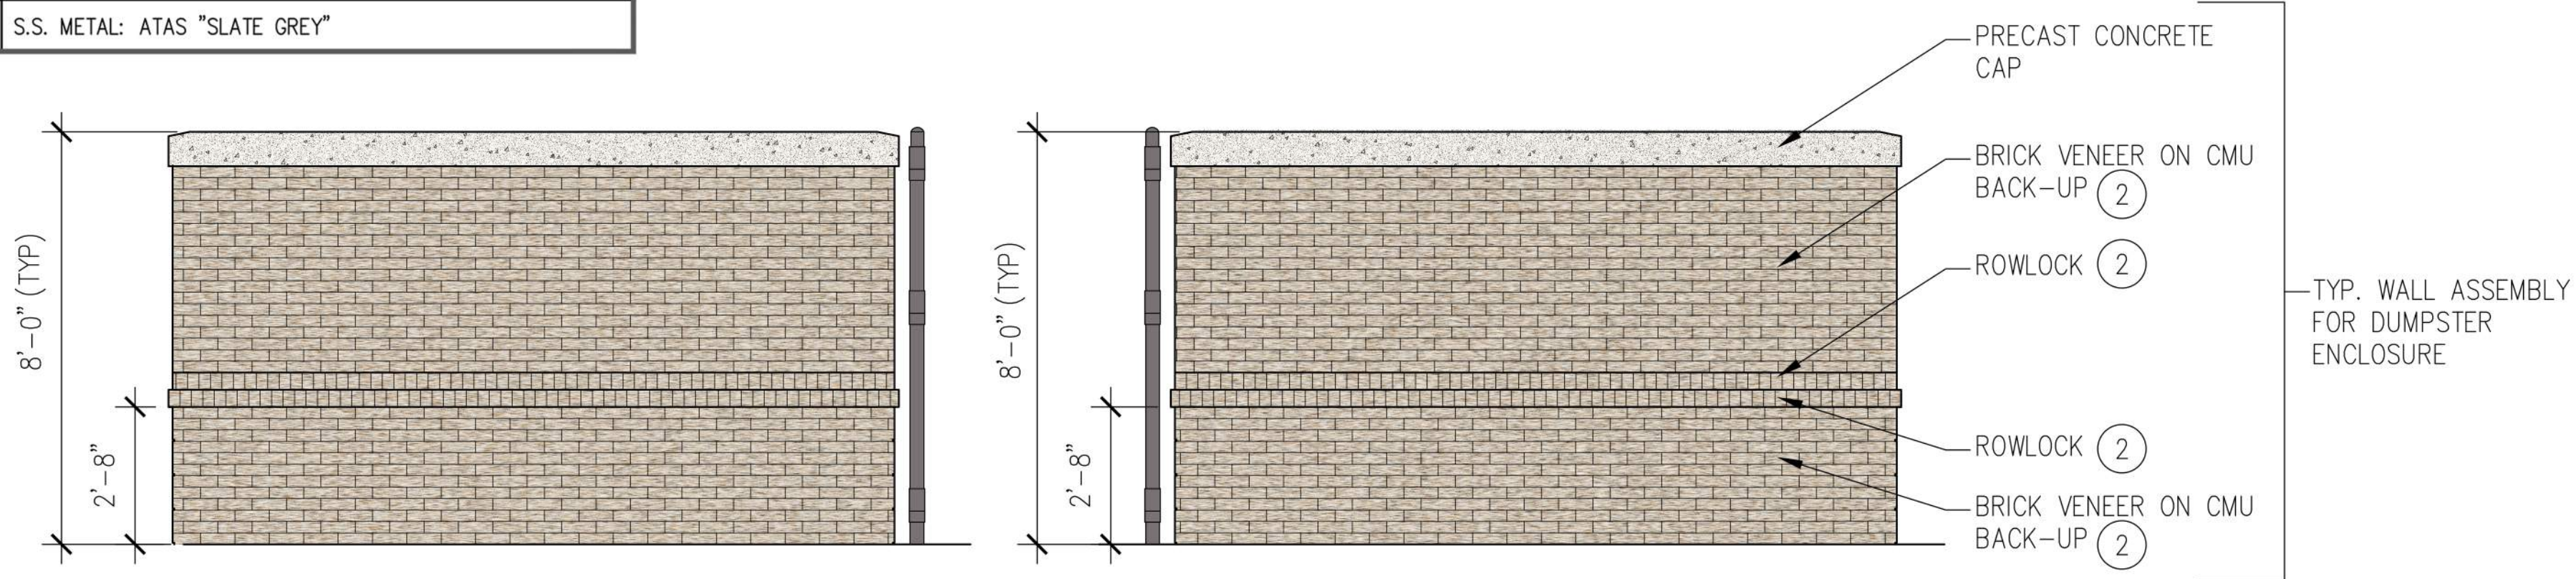 S.S. METAL: ATAS "SLATE GREY"
8'-0" (TYP)
2'-8"
8'-0" (TYP)
2'-8"
PRECAST CONCRETE
CAP
BRICK VENEER ON CMU
BACK-UP 2
ROWLOCK 2
ROWLOCK 2
BRICK VENEER ON CMU
BACK-UP 2
TYP. WALL ASSEMBLY
FOR DUMPSTER
ENCLOSURE